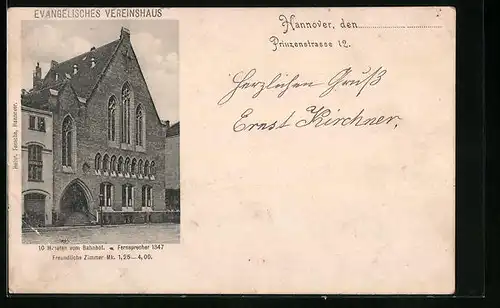 EVANGELISCHES VEREINSHAUS
Hannover, den
Prinzenstrasse 12.
Herzlichen Gruß
Ernst Kirchner.
10 Minuten vom Bahnhof. Fernsprecher 1347
Freundliche Zimmer Mk. 1,25-4,00.